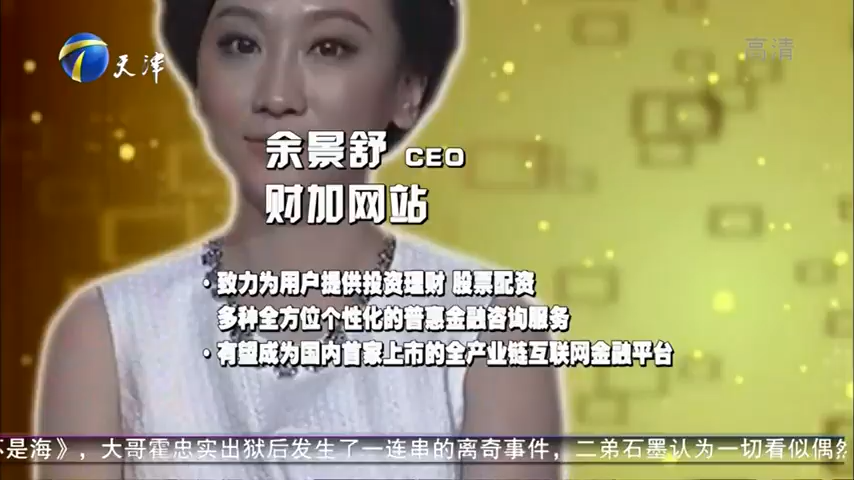 天津
高清
余景舒 CEO
财加网站
·致力为用户提供投资理财 股票配资
多种全方位个性化的普惠金融咨询服务
·有望成为国内首家上市的全产业链互联网金融平台
不是海》，大哥霍忠实出狱后发生了一连串的离奇事件，二弟石墨认为一切看似偶然